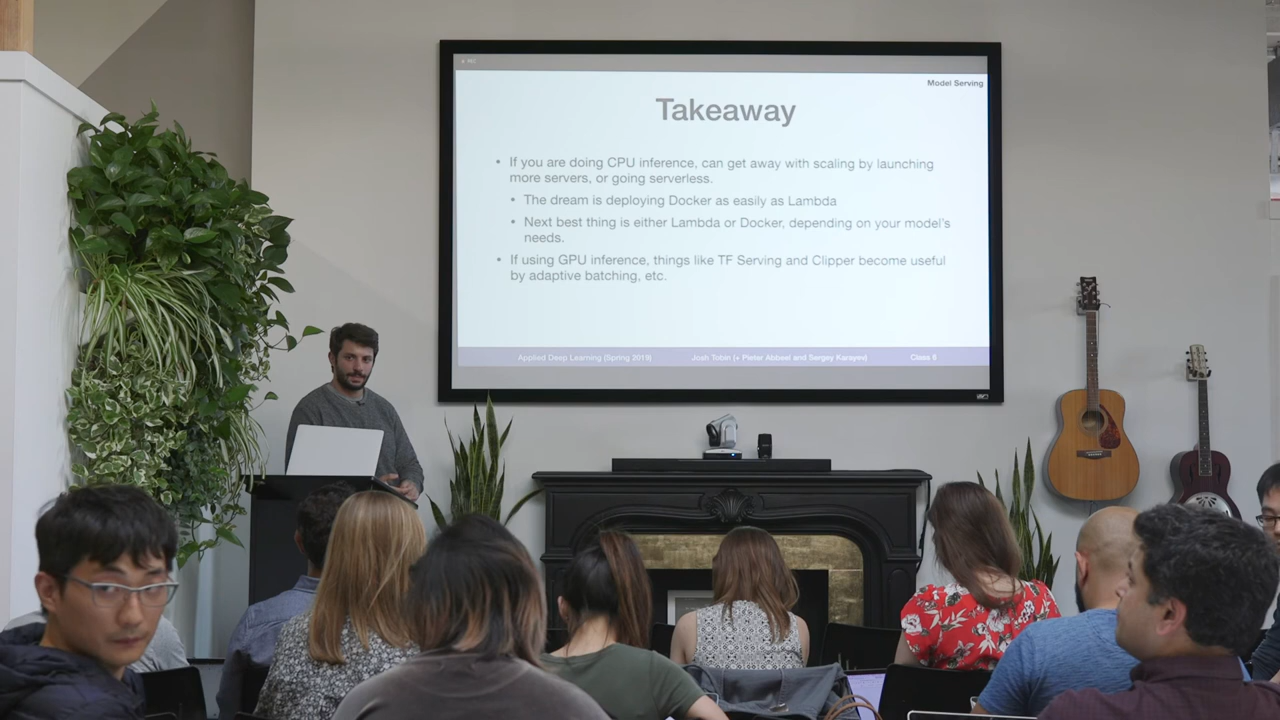 Model Serving
Takeaway
• If you are doing CPU inference, can get away with scaling by launching
more servers, or going serverless.
• The dream is deploying Docker as easily as Lambda
• Next best thing is either Lambda or Docker, depending on your model's
needs.
• If using GPU inference, things like TF Serving and Clipper become useful
by adaptive batching, etc.
Applied Deep Learning (Spring 2019) Josh Tobin (+ Pieter Abbeel and Sergey Karayev) Class 6